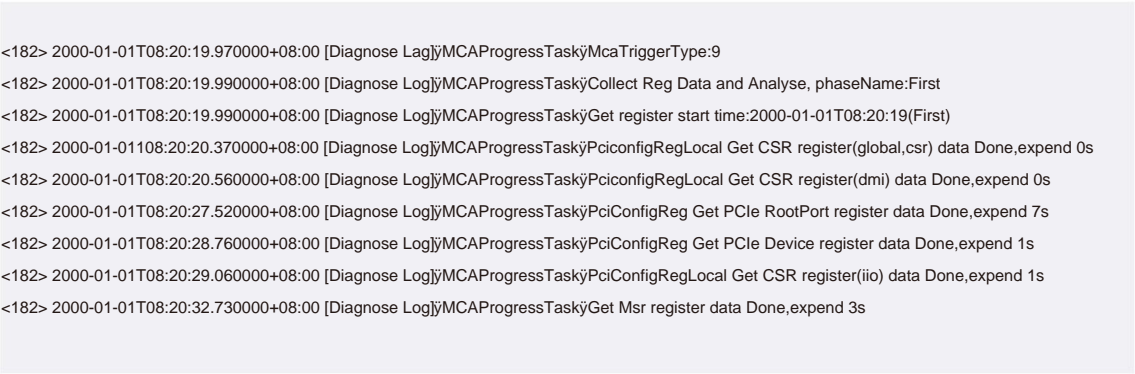 <182> 2000-01-01T08:20:19.970000+08:00 [Diagnose Lag]ÿMCAProgressTaskÿMcaTriggerType:9
<182> 2000-01-01T08:20:19.990000+08:00 [Diagnose Log]ÿMCAProgressTaskÿCollect Reg Data and Analyse, phaseName:First
<182> 2000-01-01T08:20:19.990000+08:00 [Diagnose Log]ÿMCAProgressTaskÿGet register start time:2000-01-01T08:20:19(First)
<182> 2000-01-01108:20:20.370000+08:00 [Diagnose Log]ÿMCAProgressTaskÿPciconfigRegLocal Get CSR register(global,csr) data Done,expend 0s
<182> 2000-01-01T08:20:20.560000+08:00 [Diagnose Log]ÿMCAProgressTaskÿPciconfigRegLocal Get CSR register(dmi) data Done,expend 0s
<182> 2000-01-01T08:20:27.520000+08:00 [Diagnose Log]ÿMCAProgressTaskÿPciConfigReg Get PCIe RootPort register data Done,expend 7s
<182> 2000-01-01T08:20:28.760000+08:00 [Diagnose Log]ÿMCAProgressTaskÿPciConfigReg Get PCIe Device register data Done,expend 1s
<182> 2000-01-01T08:20:29.060000+08:00 [Diagnose Log]ÿMCAProgressTaskÿPciConfigRegLocal Get CSR register(iio) data Done,expend 1s
<182> 2000-01-01T08:20:32.730000+08:00 [Diagnose Log]ÿMCAProgressTaskÿGet Msr register data Done,expend 3s